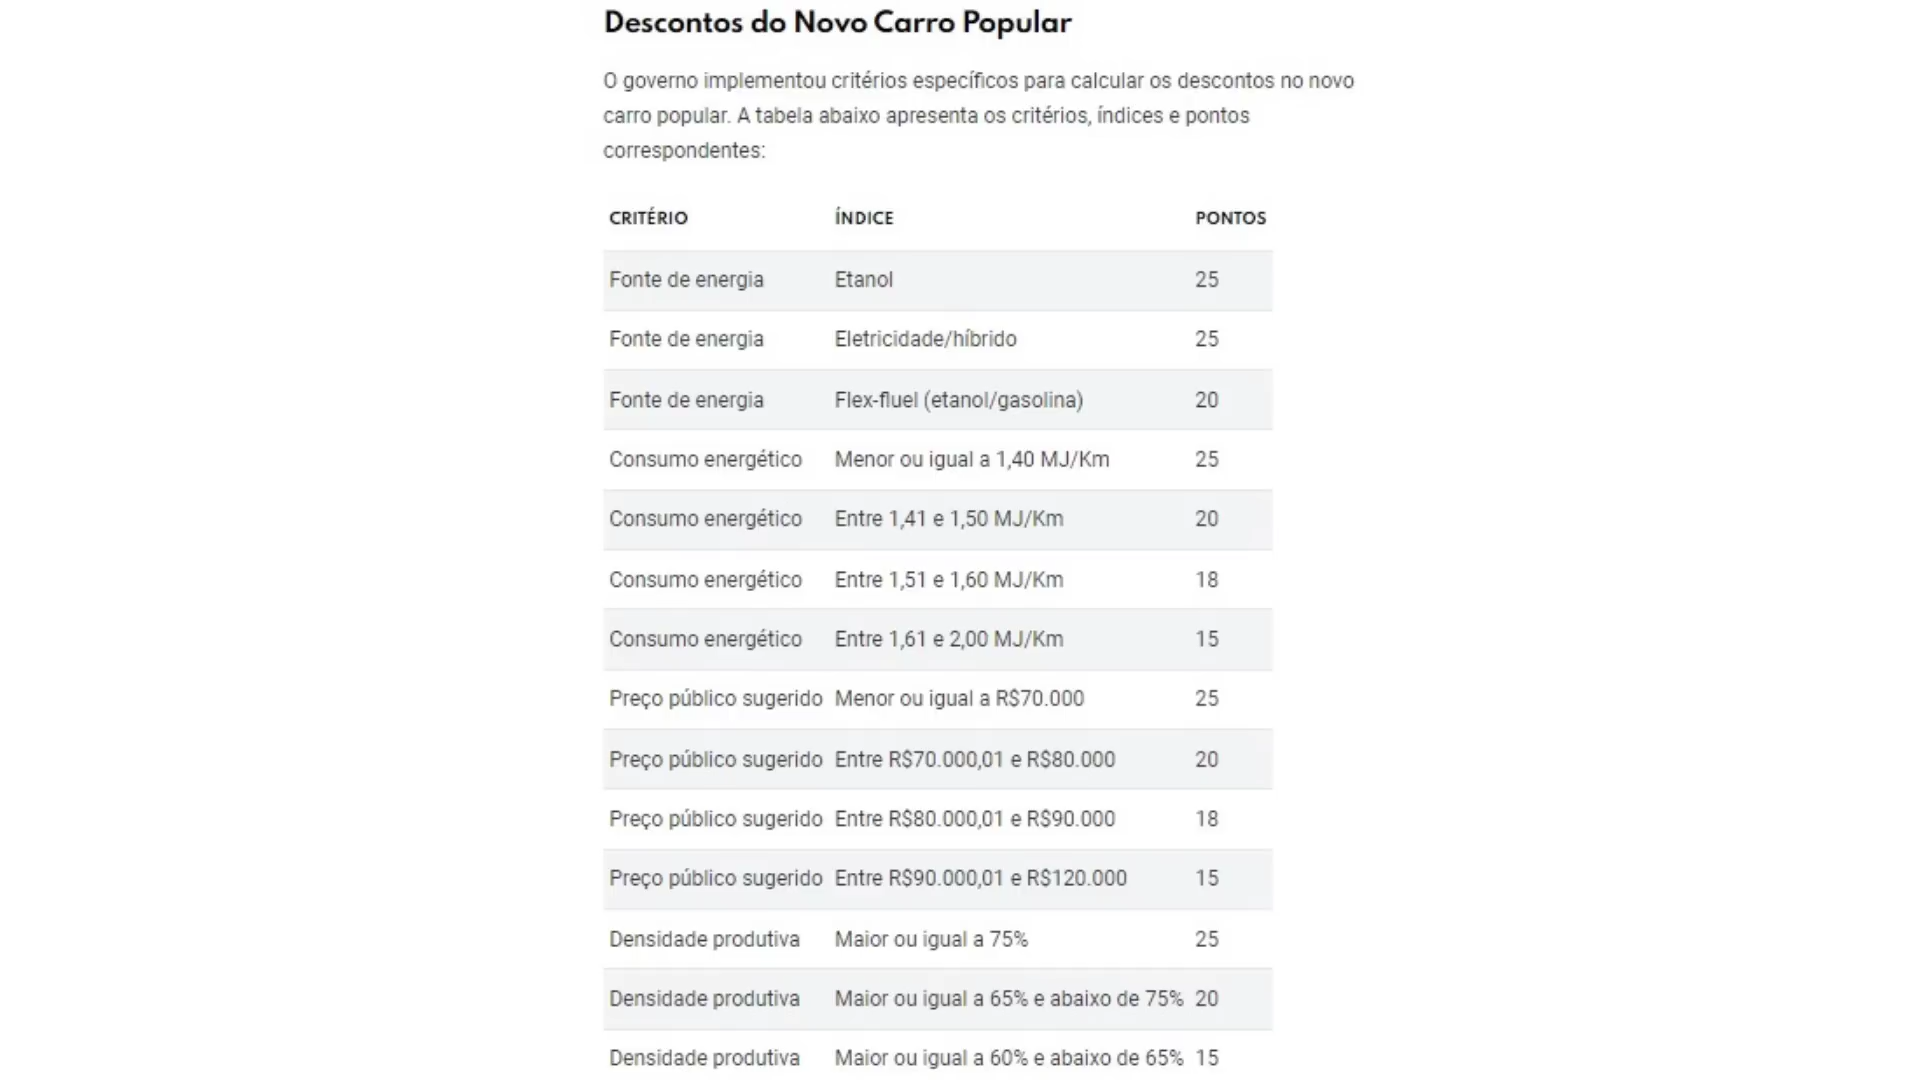 Descontos do Novo Carro Popular
O governo implementou critérios específicos para calcular os descontos no novo
carro popular. A tabela abaixo apresenta os critérios, índices e pontos
correspondentes:
CRITÉRIO ÍNDICE PONTOS
Fonte de energia Etanol 25
Fonte de energia Eletricidade/híbrido 25
Fonte de energia Flex-fluel (etanol/gasolina) 20
Consumo energético Menor ou igual a 1,40 MJ/Km 25
Consumo energético Entre 1,41 e 1,50 MJ/Km 20
Consumo energético Entre 1,51 e 1,60 MJ/Km 18
Consumo energético Entre 1,61 e 2,00 MJ/Km 15
Preço público sugerido Menor ou igual a R$70.000 25
Preço público sugerido Entre R$70.000,01 e R$80.000 20
Preço público sugerido Entre R$80.000,01 e R$90.000 18
Preço público sugerido Entre R$90.000,01 e R$120.000 15
Densidade produtiva Maior ou igual a 75% 25
Densidade produtiva Maior ou igual a 65% e abaixo de 75% 20
Densidade produtiva Maior ou igual a 60% e abaixo de 65% 15